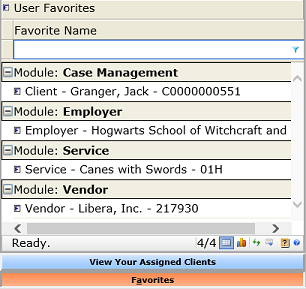 User Favorites
Favorite Name
Module: Case Management
Client - Granger, Jack - C0000000551
Module: Employer
Employer - Hogwarts School of Witchcraft and
Module: Service
Service - Canes with Swords - 01H
Module: Vendor
Vendor - Libera, Inc. - 217930
Ready. 4/4
View Your Assigned Clients
Favorites